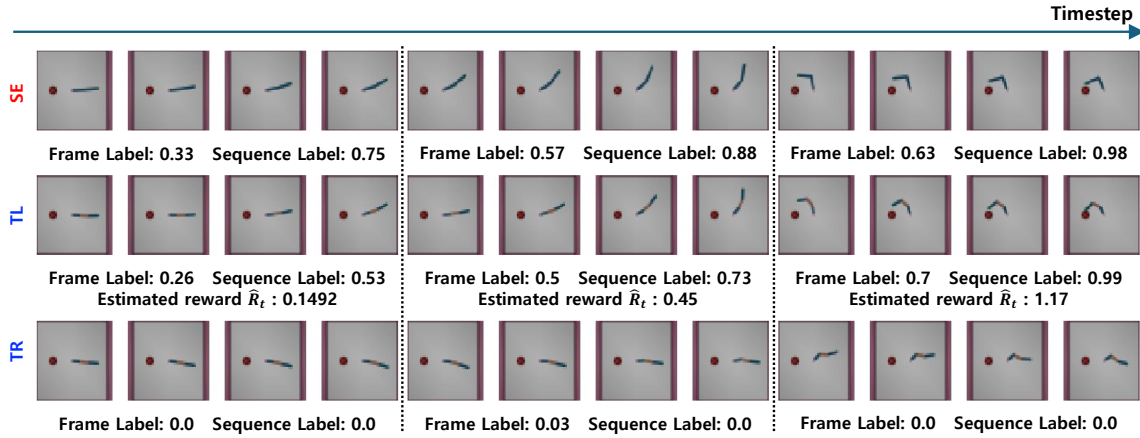 Timestep
SE
Frame Label: 0.33 Sequence Label: 0.75 Frame Label: 0.57 Sequence Label: 0.88 Frame Label: 0.63 Sequence Label: 0.98
TL
Frame Label: 0.26 Sequence Label: 0.53 Frame Label: 0.5 Sequence Label: 0.73 Frame Label: 0.7 Sequence Label: 0.99
Estimated reward R̂ₜ : 0.1492 Estimated reward R̂ₜ : 0.45 Estimated reward R̂ₜ : 1.17
TR
Frame Label: 0.0 Sequence Label: 0.0 Frame Label: 0.03 Sequence Label: 0.0 Frame Label: 0.0 Sequence Label: 0.0